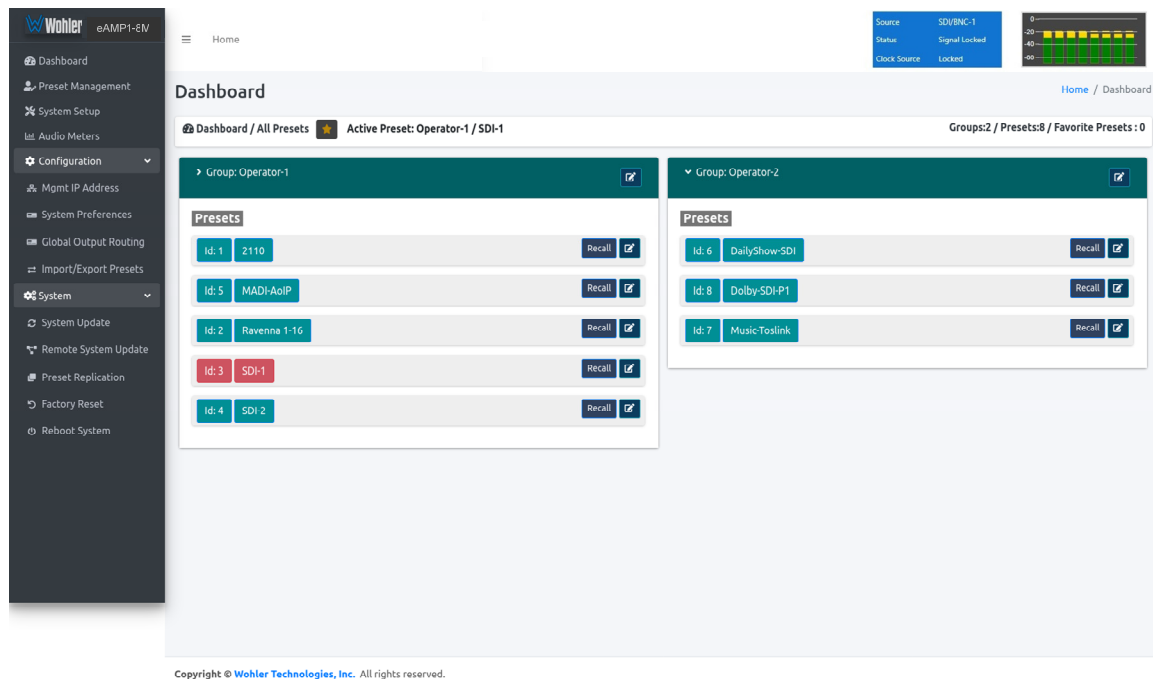 Wohler eAMP1-8M
Dashboard
Preset Management
System Setup
Audio Meters
Configuration
Mgmt IP Address
System Preferences
Global Output Routing
Import/Export Presets
System
System Update
Remote System Update
Preset Replication
Factory Reset
Reboot System
Home
Source SDI/BNC-1
Status Signal Locked
Clock Source Locked
0
-20
-40
-60
Dashboard
Home / Dashboard
Dashboard / All Presets Active Preset: Operator-1 / SDI-1
Groups:2 / Presets:8 / Favorite Presets : 0
Group: Operator-1
Presets
Id: 1 2110 Recall
Id: 5 MADI-AoIP Recall
Id: 2 Ravenna 1-16 Recall
Id: 3 SDI-1 Recall
Id: 4 SDI-2 Recall
Group: Operator-2
Presets
Id: 6 DailyShow-SDI Recall
Id: 8 Dolby-SDI-P1 Recall
Id: 7 Music-Toslink Recall
Copyright © Wohler Technologies, Inc. All rights reserved.